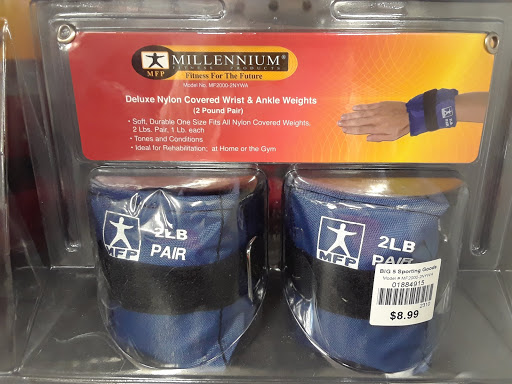 MILLENNIUM®
FITNESS PRODUCTS
MFP
Fitness For The Future
Model No. MF2000-2NYWA
Deluxe Nylon Covered Wrist & Ankle Weights
(2 Pound Pair)
• Soft, Durable One Size Fits All Nylon Covered Weights.
2 Lbs. Pair, 1 Lb. each
• Tones and Conditions
• Ideal for Rehabilitation; at Home or the Gym
MFP
2LB
PAIR
MFP
2LB
PAIR
BIG 5 Sporting Goods
Model # MF2000-2NYWA
01884915
$8.99